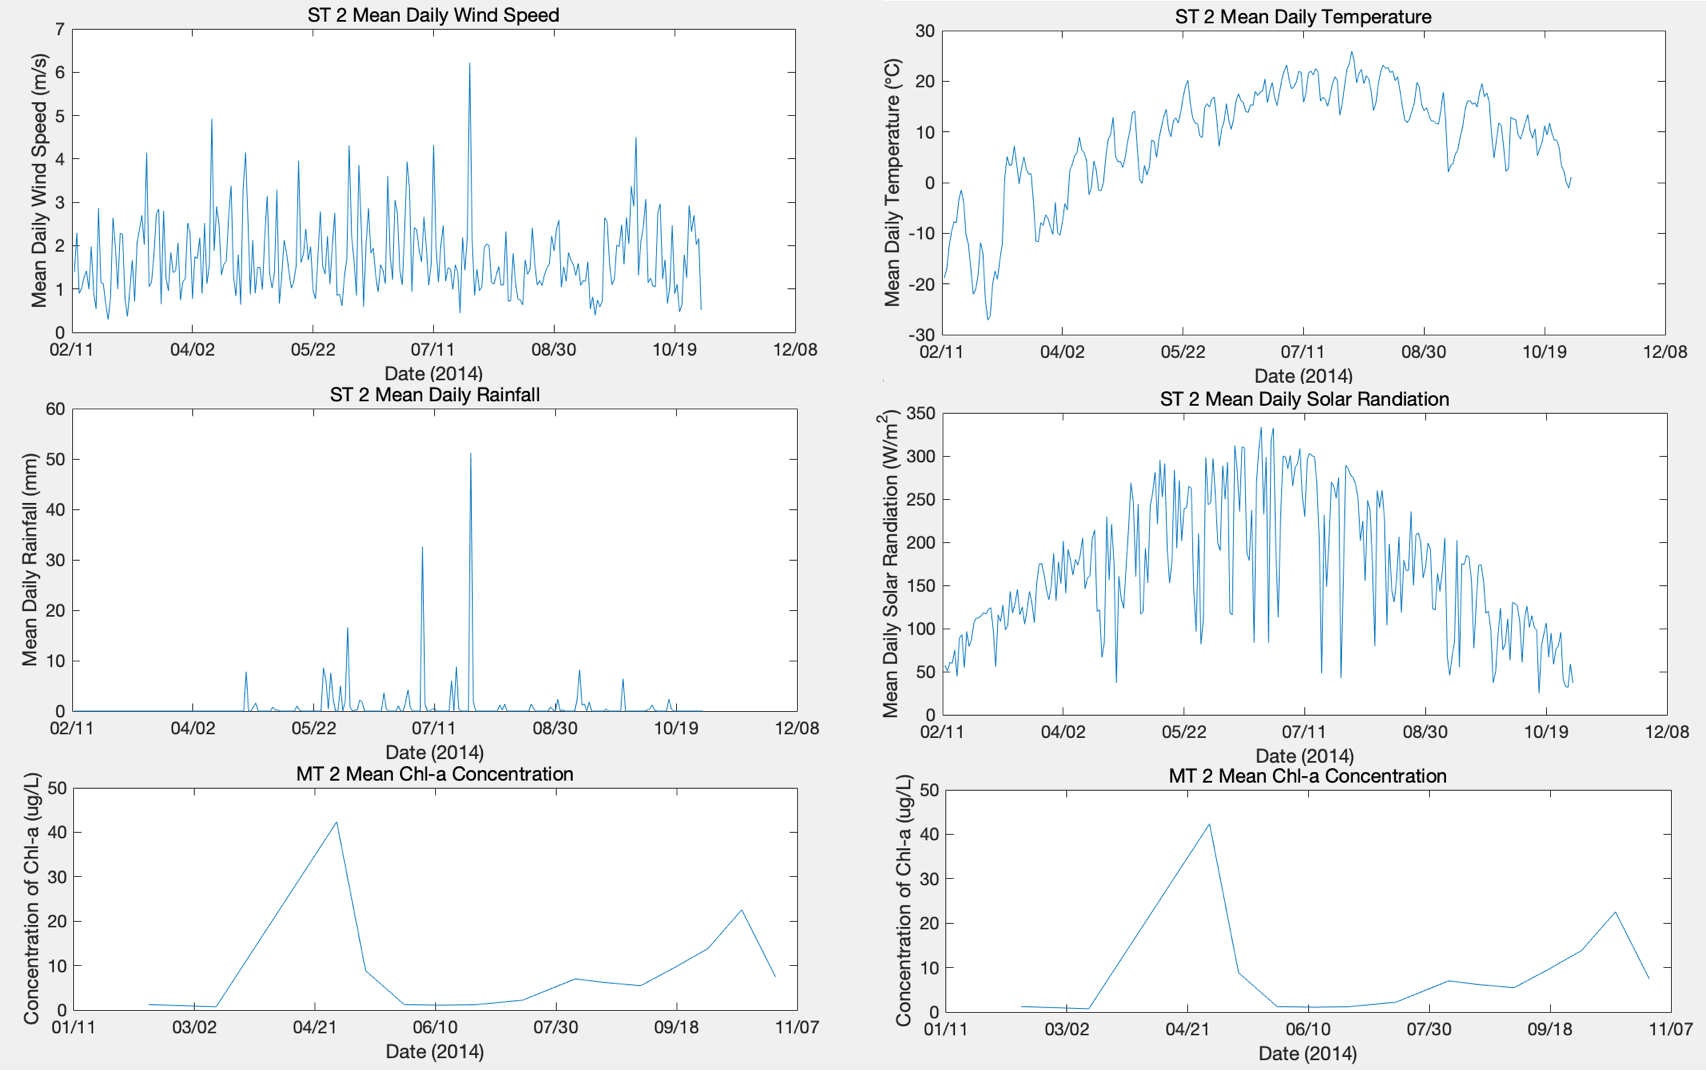 ST 2 Mean Daily Wind Speed
Mean Daily Wind Speed (m/s)
7
6
5
4
3
2
1
0
02/11 04/02 05/22 07/11 08/30 10/19 12/08
Date (2014)
ST 2 Mean Daily Temperature
Mean Daily Temperature (°C)
30
20
10
0
-10
-20
-30
02/11 04/02 05/22 07/11 08/30 10/19 12/08
Date (2014)
ST 2 Mean Daily Rainfall
Mean Daily Rainfall (mm)
60
50
40
30
20
10
0
02/11 04/02 05/22 07/11 08/30 10/19 12/08
Date (2014)
ST 2 Mean Daily Solar Randiation
Mean Daily Solar Randiation (W/m²)
350
300
250
200
150
100
50
0
02/11 04/02 05/22 07/11 08/30 10/19 12/08
Date (2014)
MT 2 Mean Chl-a Concentration
Concentration of Chl-a (ug/L)
50
40
30
20
10
0
01/11 03/02 04/21 06/10 07/30 09/18 11/07
Date (2014)
MT 2 Mean Chl-a Concentration
Concentration of Chl-a (ug/L)
50
40
30
20
10
0
01/11 03/02 04/21 06/10 07/30 09/18 11/07
Date (2014)